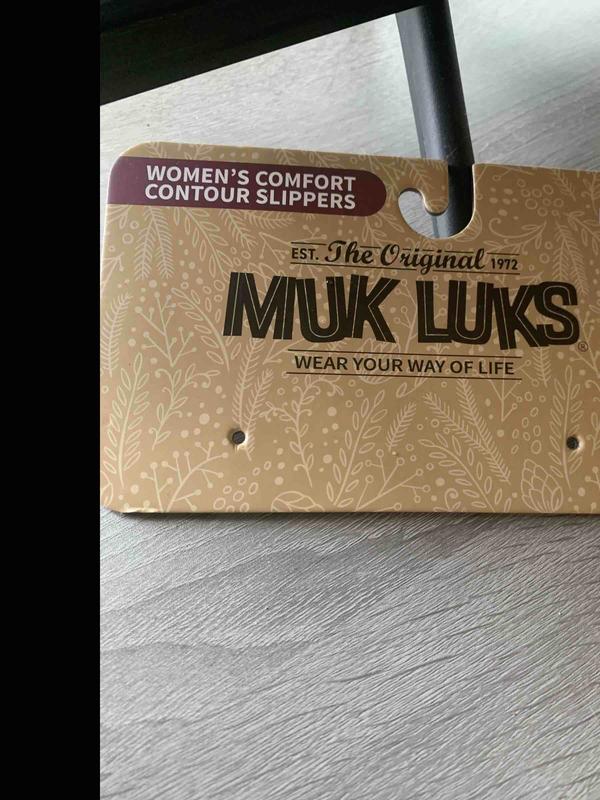 WOMEN'S COMFORT
CONTOUR SLIPPERS
EST. The Original 1972
MUK LUKS®
WEAR YOUR WAY OF LIFE